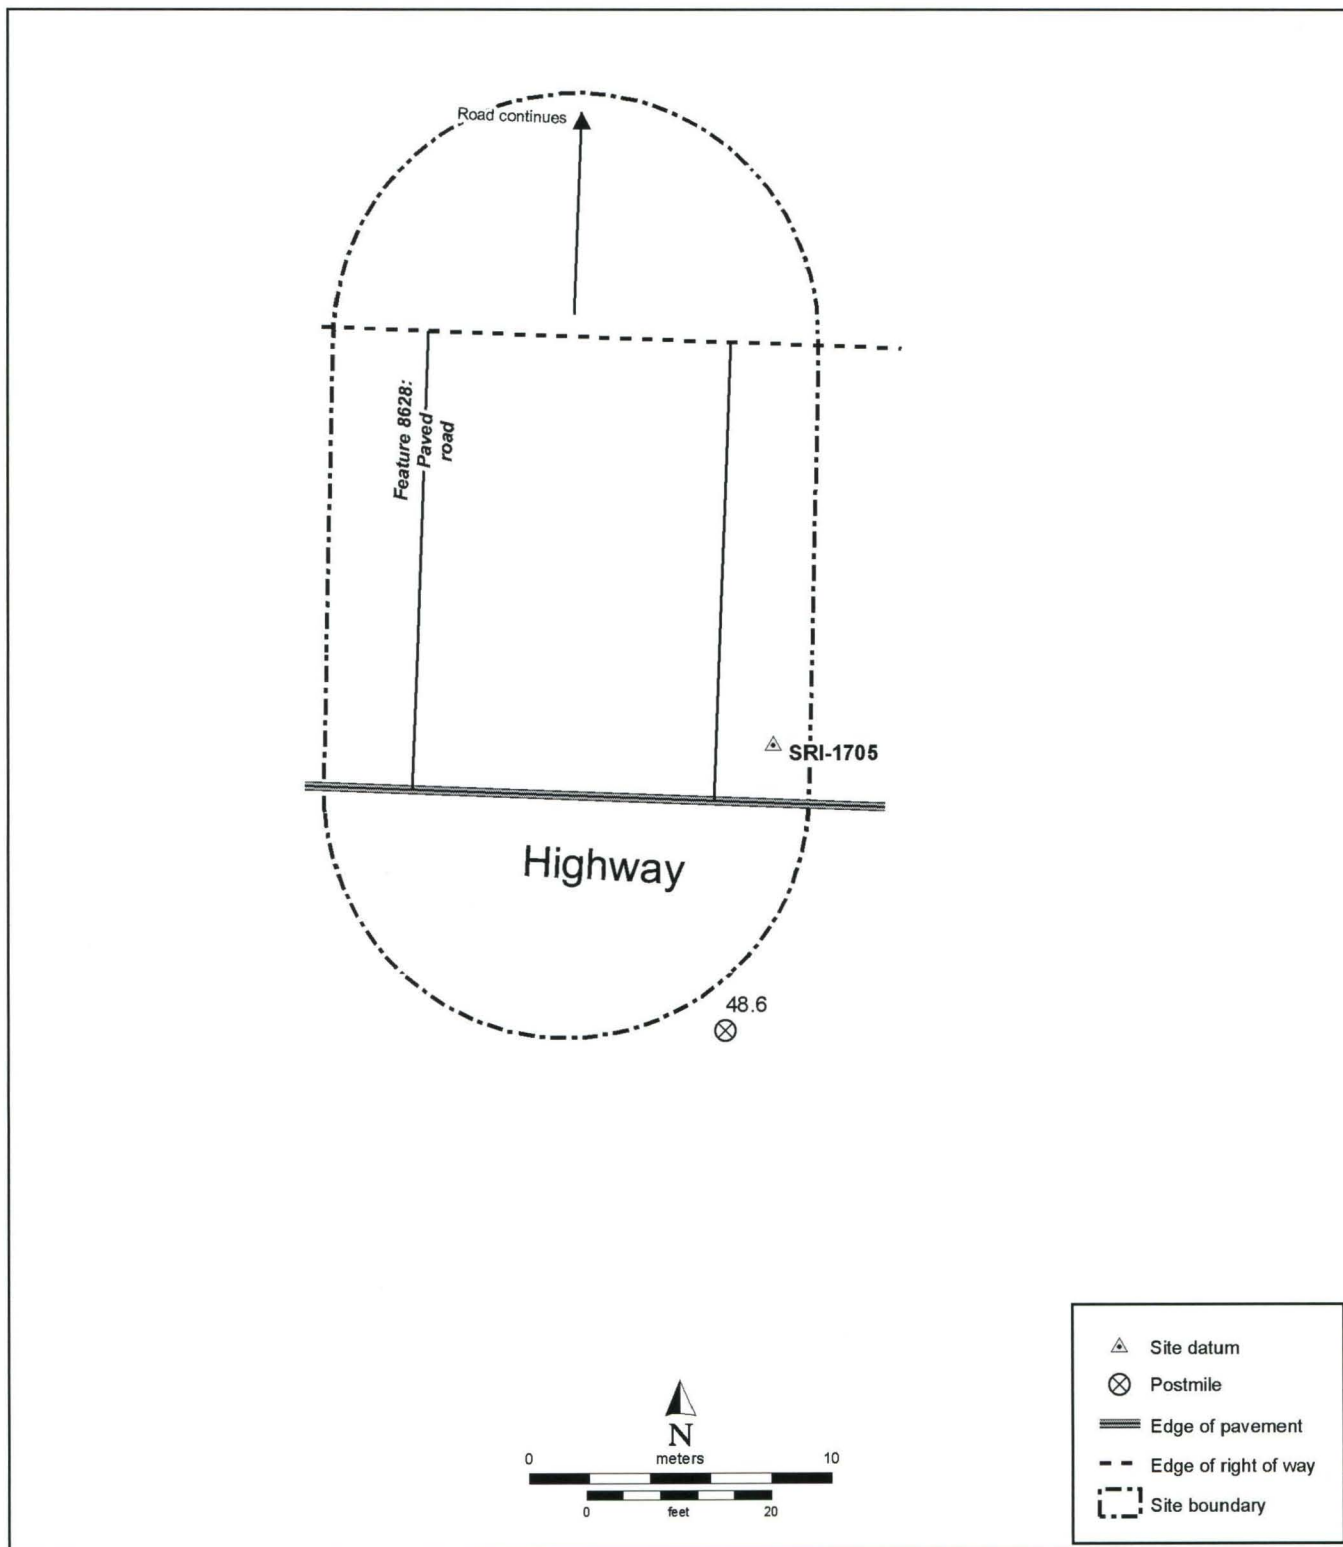 Road continues
Feature 8628:
Paved
road
SRI-1705
Highway
48.6
N
meters
0 10
0 feet 20
Site datum
Postmile
Edge of pavement
Edge of right of way
Site boundary